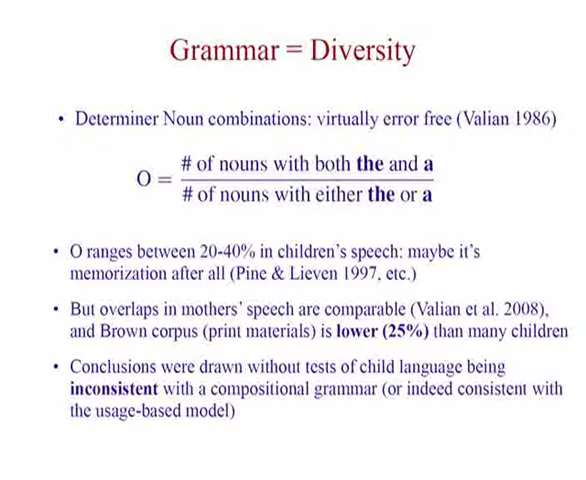 Grammar = Diversity
• Determiner Noun combinations: virtually error free (Valian 1986)
# of nouns with both the and a
O =
# of nouns with either the or a
• O ranges between 20-40% in children's speech: maybe it's
memorization after all (Pine & Lieven 1997, etc.)
• But overlaps in mothers' speech are comparable (Valian et al. 2008),
and Brown corpus (print materials) is lower (25%) than many children
• Conclusions were drawn without tests of child language being
inconsistent with a compositional grammar (or indeed consistent with
the usage-based model)